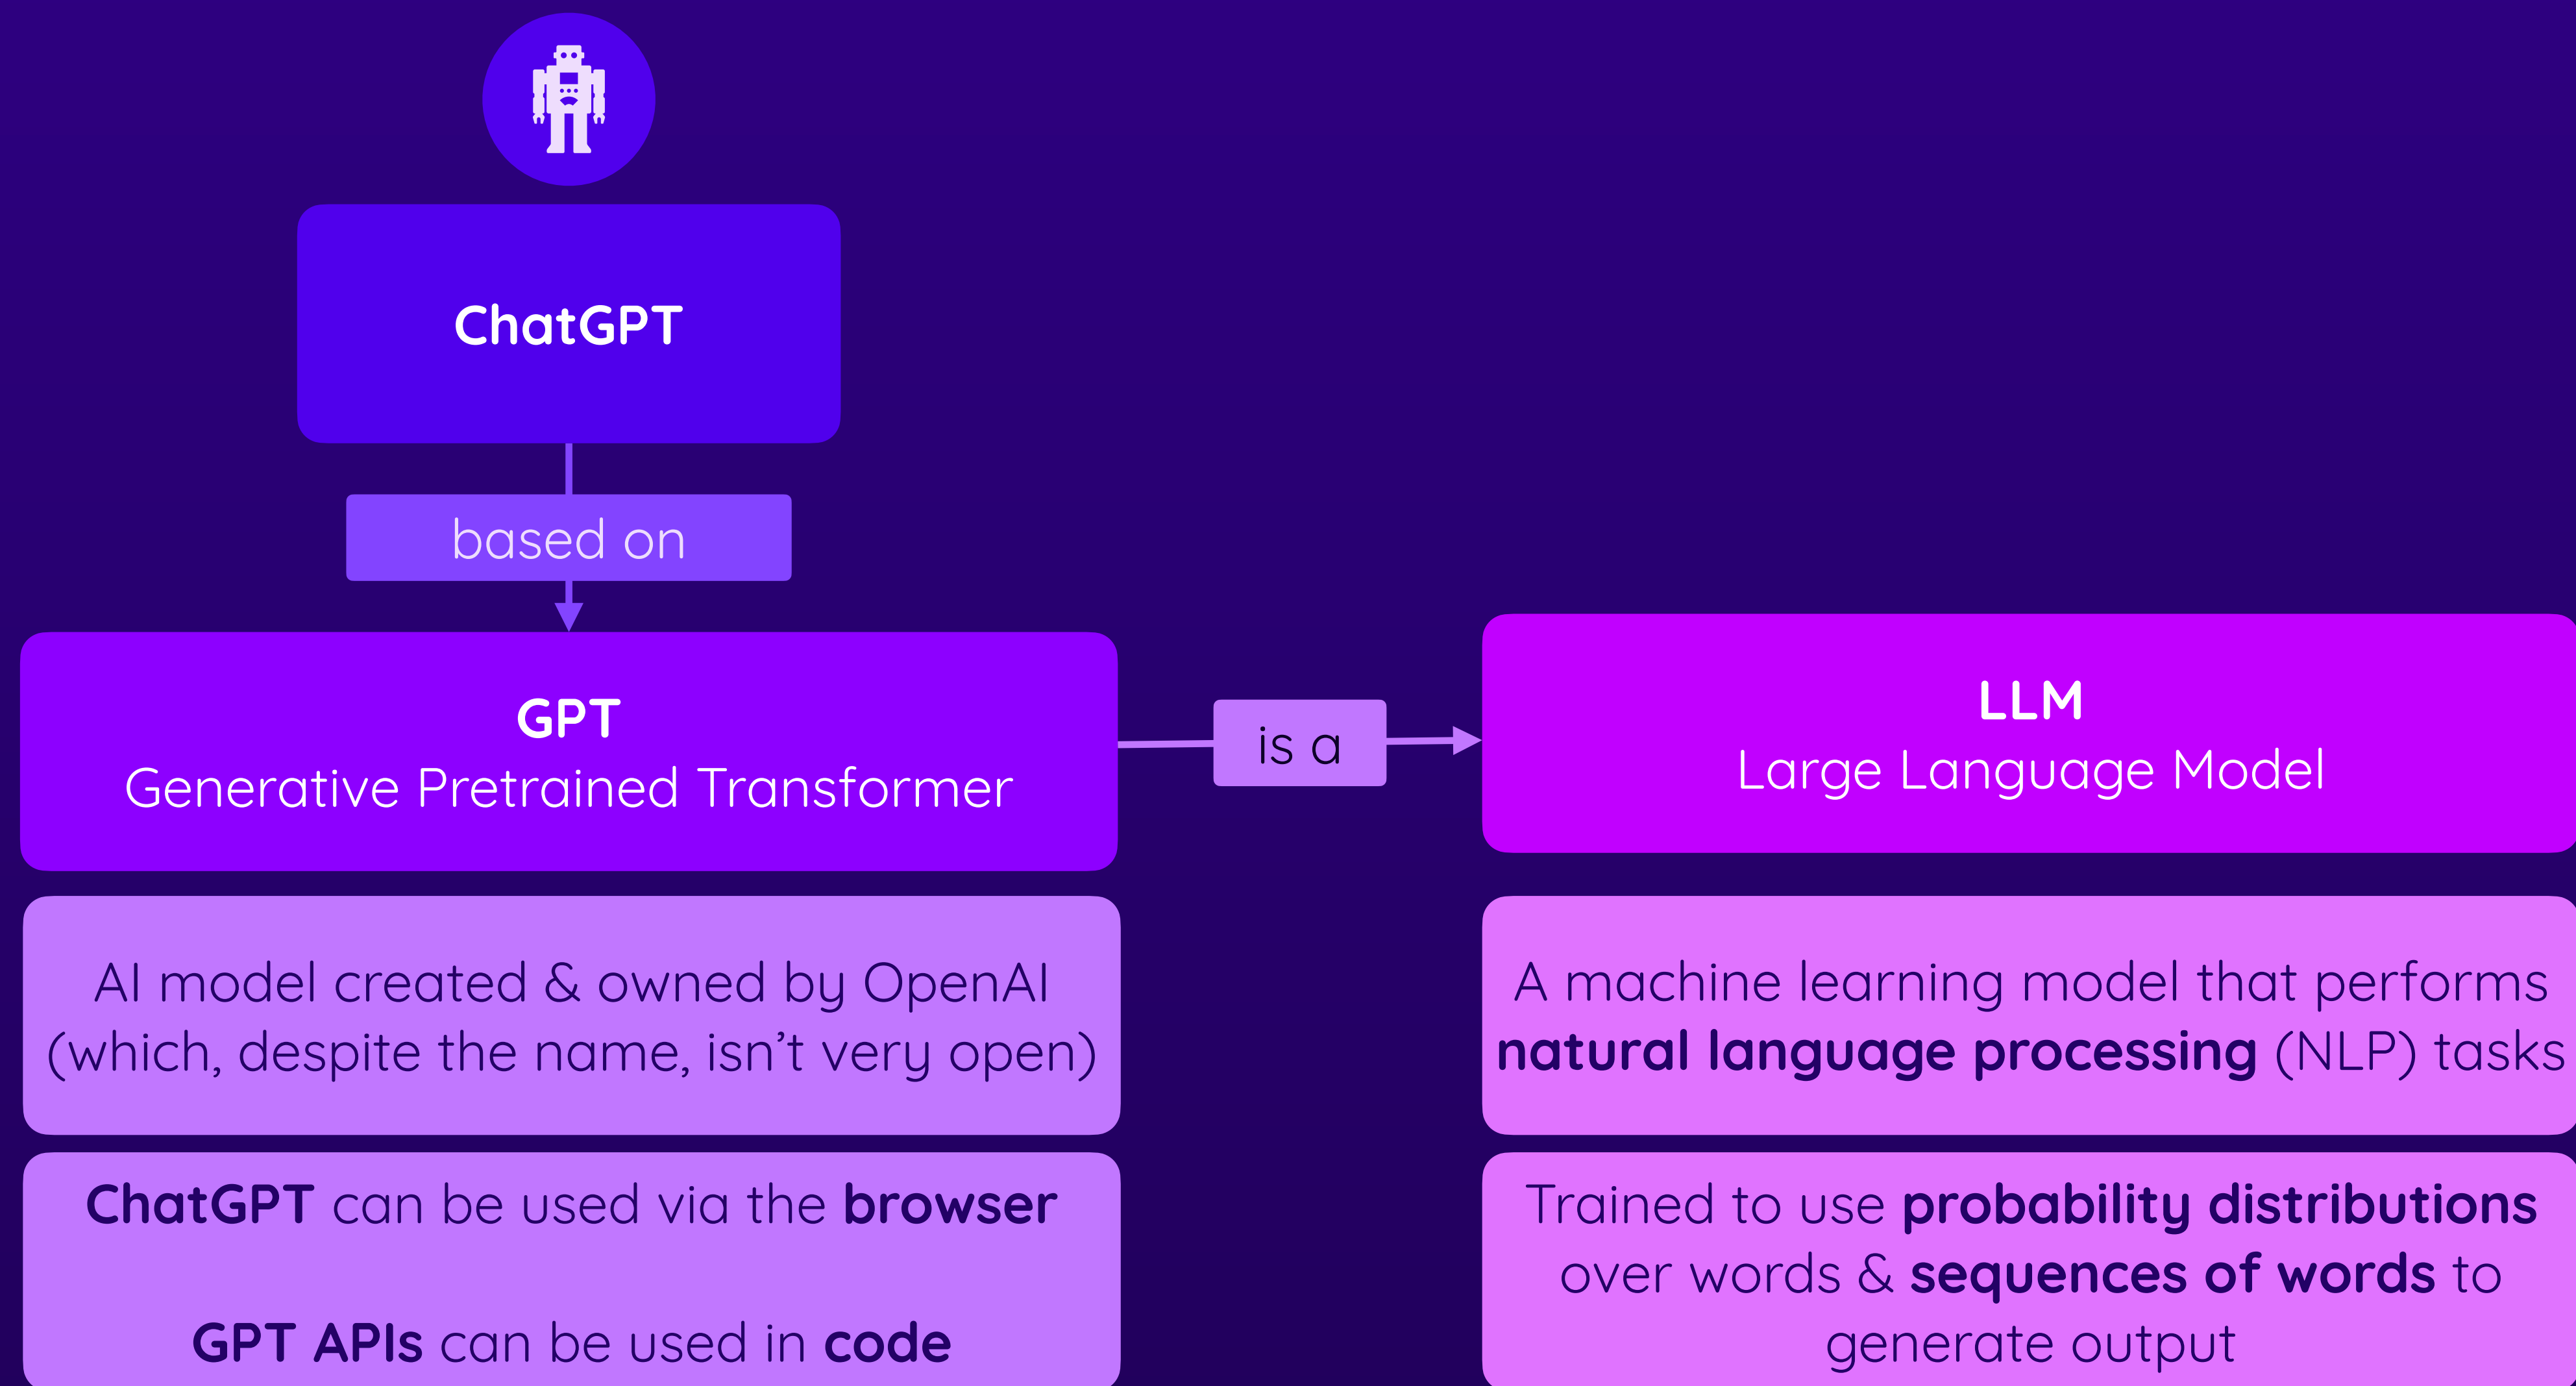 ChatGPT
based on
GPT
Generative Pretrained Transformer
is a
LLM
Large Language Model
AI model created & owned by OpenAI
(which, despite the name, isn’t very open)
ChatGPT can be used via the browser
GPT APIs can be used in code
A machine learning model that performs
natural language processing (NLP) tasks
Trained to use probability distributions
over words & sequences of words to
generate output